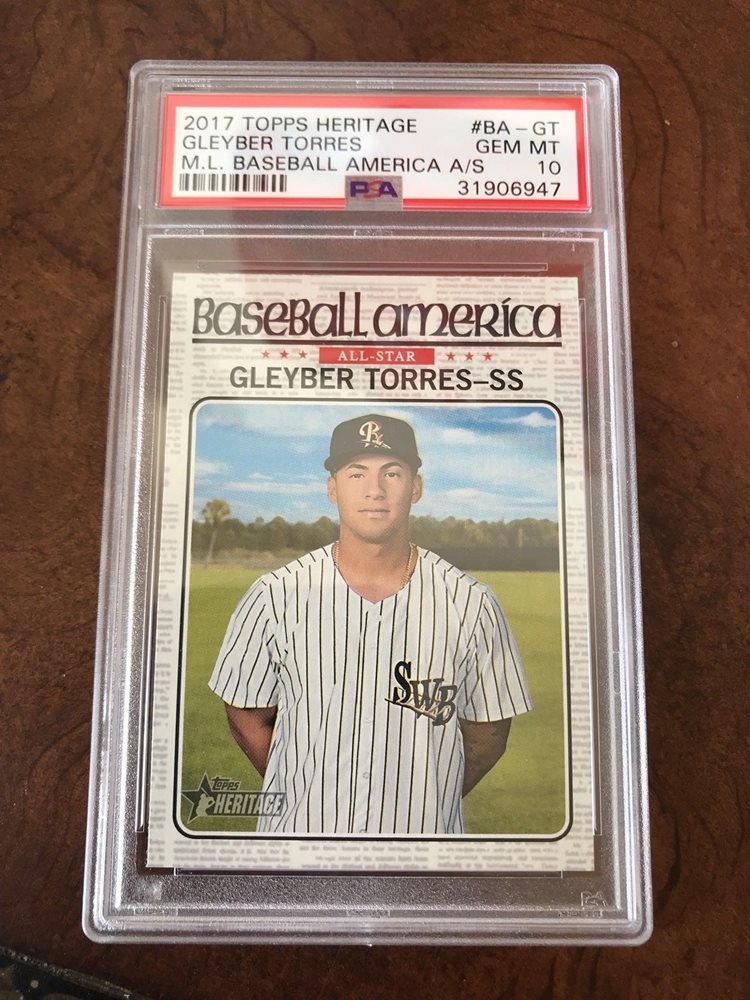 2017 TOPPS HERITAGE #BA-GT
GLEYBER TORRES GEM MT
M.L. BASEBALL AMERICA A/S 10
PSA 31906947
Baseball america
★ ★ ★ ALL-STAR ★ ★ ★
GLEYBER TORRES–SS
R
SWB
Topps
HERITAGE